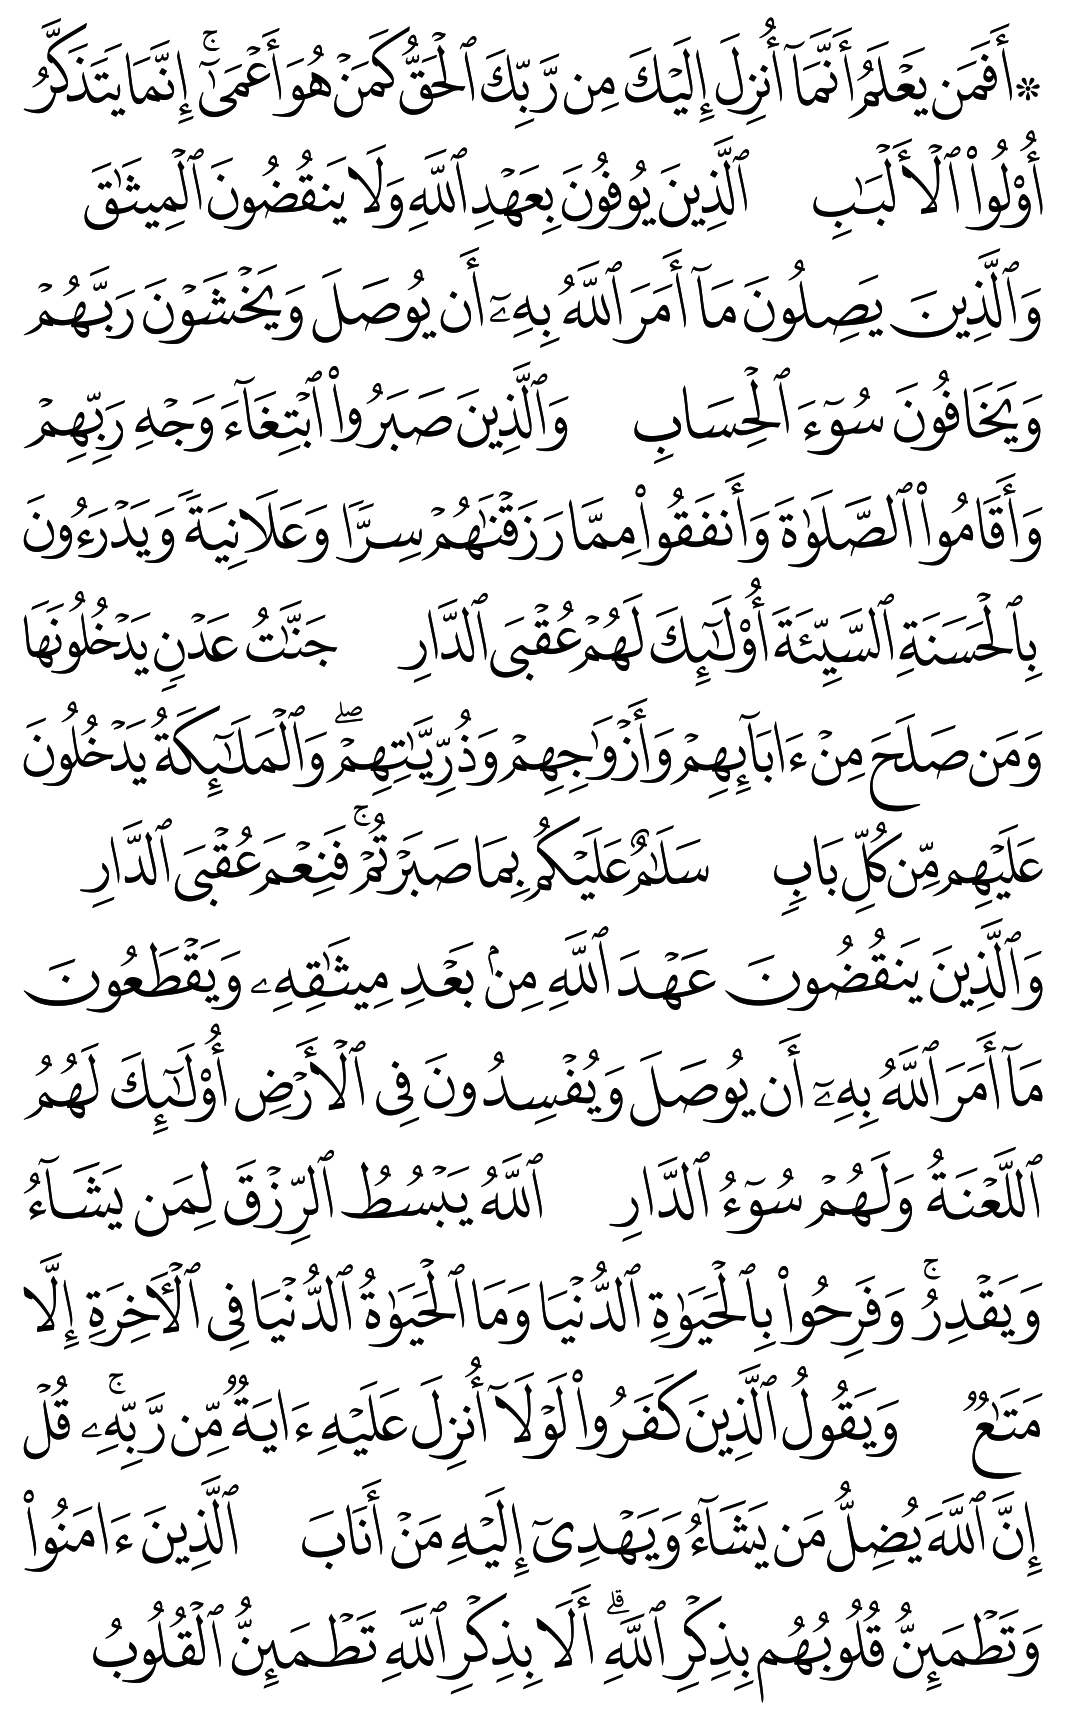 ۞ أَفَمَن يَعۡلَمُ أَنَّمَآ أُنزِلَ إِلَيۡكَ مِن رَّبِّكَ ٱلۡحَقُّ كَمَنۡ هُوَ أَعۡمَىٰٓۚ إِنَّمَا يَتَذَكَّرُ
أُوْلُواْ ٱلۡأَلۡبَٰبِ ٱلَّذِينَ يُوفُونَ بِعَهۡدِ ٱللَّهِ وَلَا يَنقُضُونَ ٱلۡمِيثَٰقَ
وَٱلَّذِينَ يَصِلُونَ مَآ أَمَرَ ٱللَّهُ بِهِۦٓ أَن يُوصَلَ وَيَخۡشَوۡنَ رَبَّهُمۡ
وَيَخَافُونَ سُوٓءَ ٱلۡحِسَابِ وَٱلَّذِينَ صَبَرُواْ ٱبۡتِغَآءَ وَجۡهِ رَبِّهِمۡ
وَأَقَامُواْ ٱلصَّلَوٰةَ وَأَنفَقُواْ مِمَّا رَزَقۡنَٰهُمۡ سِرّٗا وَعَلَانِيَةٗ وَيَدۡرَءُونَ
بِٱلۡحَسَنَةِ ٱلسَّيِّئَةَ أُوْلَٰٓئِكَ لَهُمۡ عُقۡبَى ٱلدَّارِ جَنَّٰتُ عَدۡنٖ يَدۡخُلُونَهَا
وَمَن صَلَحَ مِنۡ ءَابَآئِهِمۡ وَأَزۡوَٰجِهِمۡ وَذُرِّيَّٰتِهِمۡۖ وَٱلۡمَلَٰٓئِكَةُ يَدۡخُلُونَ
عَلَيۡهِم مِّن كُلِّ بَابٖ سَلَٰمٌ عَلَيۡكُم بِمَا صَبَرۡتُمۡۚ فَنِعۡمَ عُقۡبَى ٱلدَّارِ
وَٱلَّذِينَ يَنقُضُونَ عَهۡدَ ٱللَّهِ مِنۢ بَعۡدِ مِيثَٰقِهِۦ وَيَقۡطَعُونَ
مَآ أَمَرَ ٱللَّهُ بِهِۦٓ أَن يُوصَلَ وَيُفۡسِدُونَ فِي ٱلۡأَرۡضِ أُوْلَٰٓئِكَ لَهُمُ
ٱللَّعۡنَةُ وَلَهُمۡ سُوٓءُ ٱلدَّارِ ٱللَّهُ يَبۡسُطُ ٱلرِّزۡقَ لِمَن يَشَآءُ
وَيَقۡدِرُۚ وَفَرِحُواْ بِٱلۡحَيَوٰةِ ٱلدُّنۡيَا وَمَا ٱلۡحَيَوٰةُ ٱلدُّنۡيَا فِي ٱلۡأٓخِرَةِ إِلَّا
مَتَٰعٞ وَيَقُولُ ٱلَّذِينَ كَفَرُواْ لَوۡلَآ أُنزِلَ عَلَيۡهِ ءَايَةٞ مِّن رَّبِّهِۦۚ قُلۡ
إِنَّ ٱللَّهَ يُضِلُّ مَن يَشَآءُ وَيَهۡدِيٓ إِلَيۡهِ مَنۡ أَنَابَ ٱلَّذِينَ ءَامَنُواْ
وَتَطۡمَئِنُّ قُلُوبُهُم بِذِكۡرِ ٱللَّهِۗ أَلَا بِذِكۡرِ ٱللَّهِ تَطۡمَئِنُّ ٱلۡقُلُوبُ